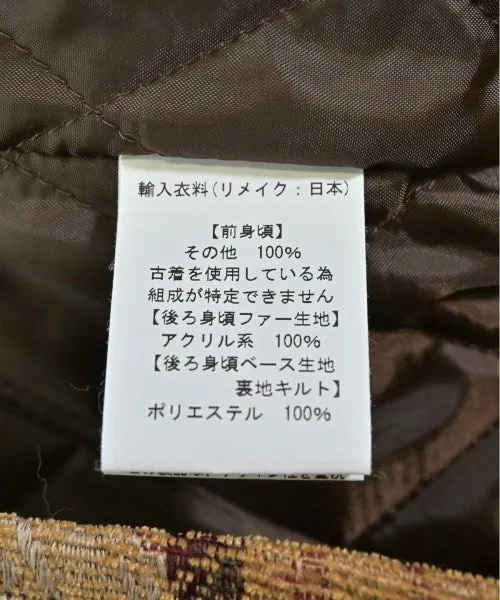 輸入衣料(リメイク：日本)
【前身頃】
その他 100%
古着を使用している為
組成が特定できません
【後ろ身頃ファー生地】
アクリル系 100%
【後ろ身頃ベース生地
裏地キルト】
ポリエステル 100%